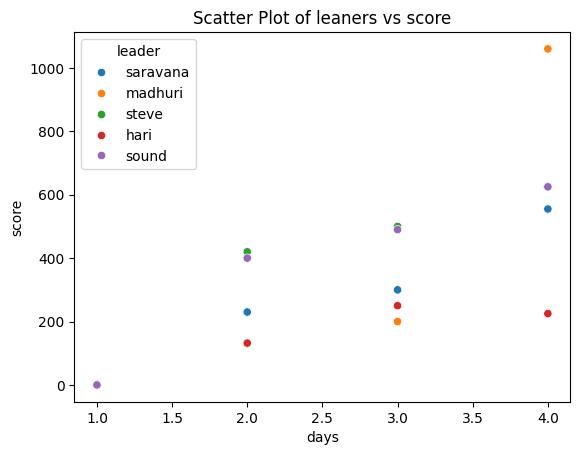 Scatter Plot of leaners vs score
leader
saravana
madhuri
steve
hari
sound
score
1000
800
600
400
200
0
1.0 1.5 2.0 2.5 3.0 3.5 4.0
days